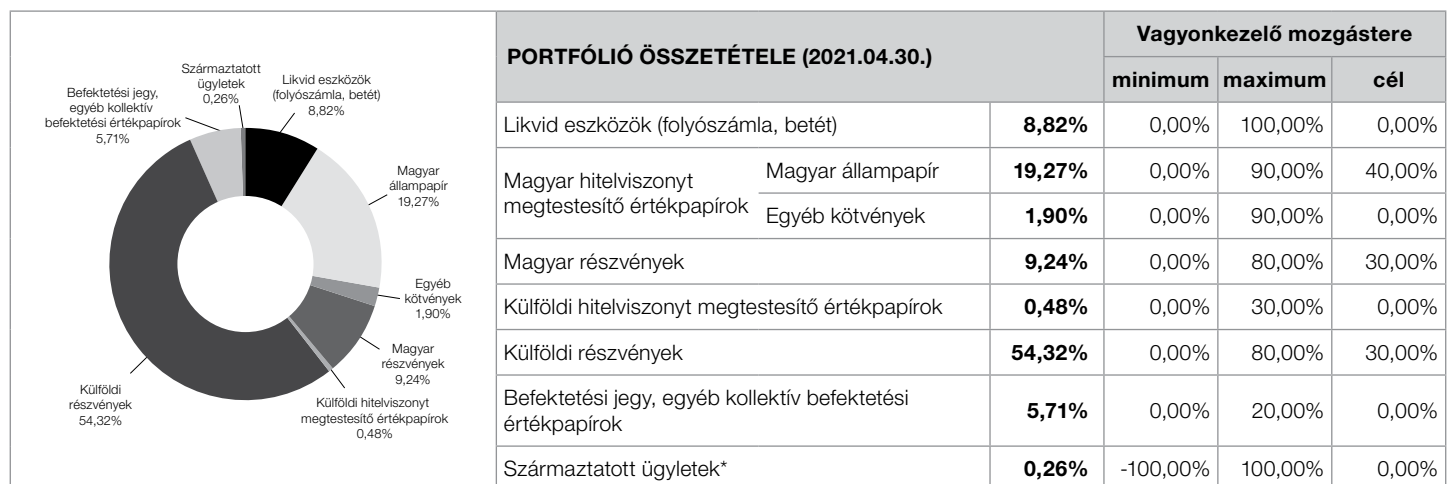 Származtatott
ügyletek
0,26%
Likvid eszközök
(folyószámla, betét)
8,82%
Befektetési jegy,
egyéb kollektív
befektetési értékpapírok
5,71%
Magyar
állampapír
19,27%
Egyéb
kötvények
1,90%
Magyar
részvények
9,24%
Külföldi hitelviszonyt
megtestesítő értékpapírok
0,48%
Külföldi
részvények
54,32%
PORTFÓLIÓ ÖSSZETÉTELE (2021.04.30.) Vagyonkezelő mozgástere
minimum maximum cél
Likvid eszközök (folyószámla, betét) 8,82% 0,00% 100,00% 0,00%
Magyar hitelviszonyt
megtestesítő értékpapírok
Magyar állampapír 19,27% 0,00% 90,00% 40,00%
Egyéb kötvények 1,90% 0,00% 90,00% 0,00%
Magyar részvények 9,24% 0,00% 80,00% 30,00%
Külföldi hitelviszonyt megtestesítő értékpapírok 0,48% 0,00% 30,00% 0,00%
Külföldi részvények 54,32% 0,00% 80,00% 30,00%
Befektetési jegy, egyéb kollektív befektetési
értékpapírok 5,71% 0,00% 20,00% 0,00%
Származtatott ügyletek* 0,26% -100,00% 100,00% 0,00%